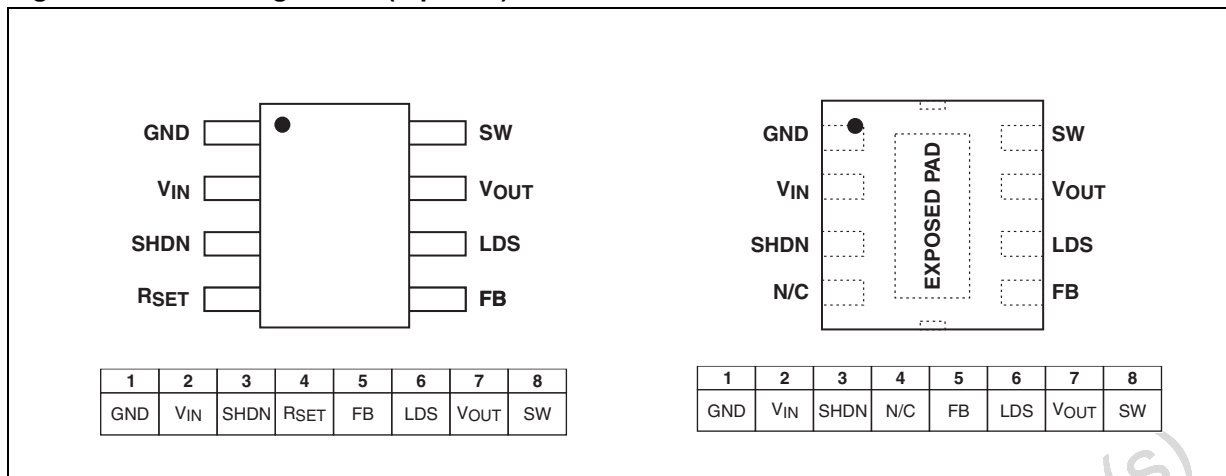 GND
SW
VIN
VOUT
SHDN
LDS
RSET
FB
1 2 3 4 5 6 7 8
GND VIN SHDN RSET FB LDS VOUT SW
GND
SW
VIN
VOUT
SHDN
LDS
N/C
FB
EXPOSED PAD
1 2 3 4 5 6 7 8
GND VIN SHDN N/C FB LDS VOUT SW